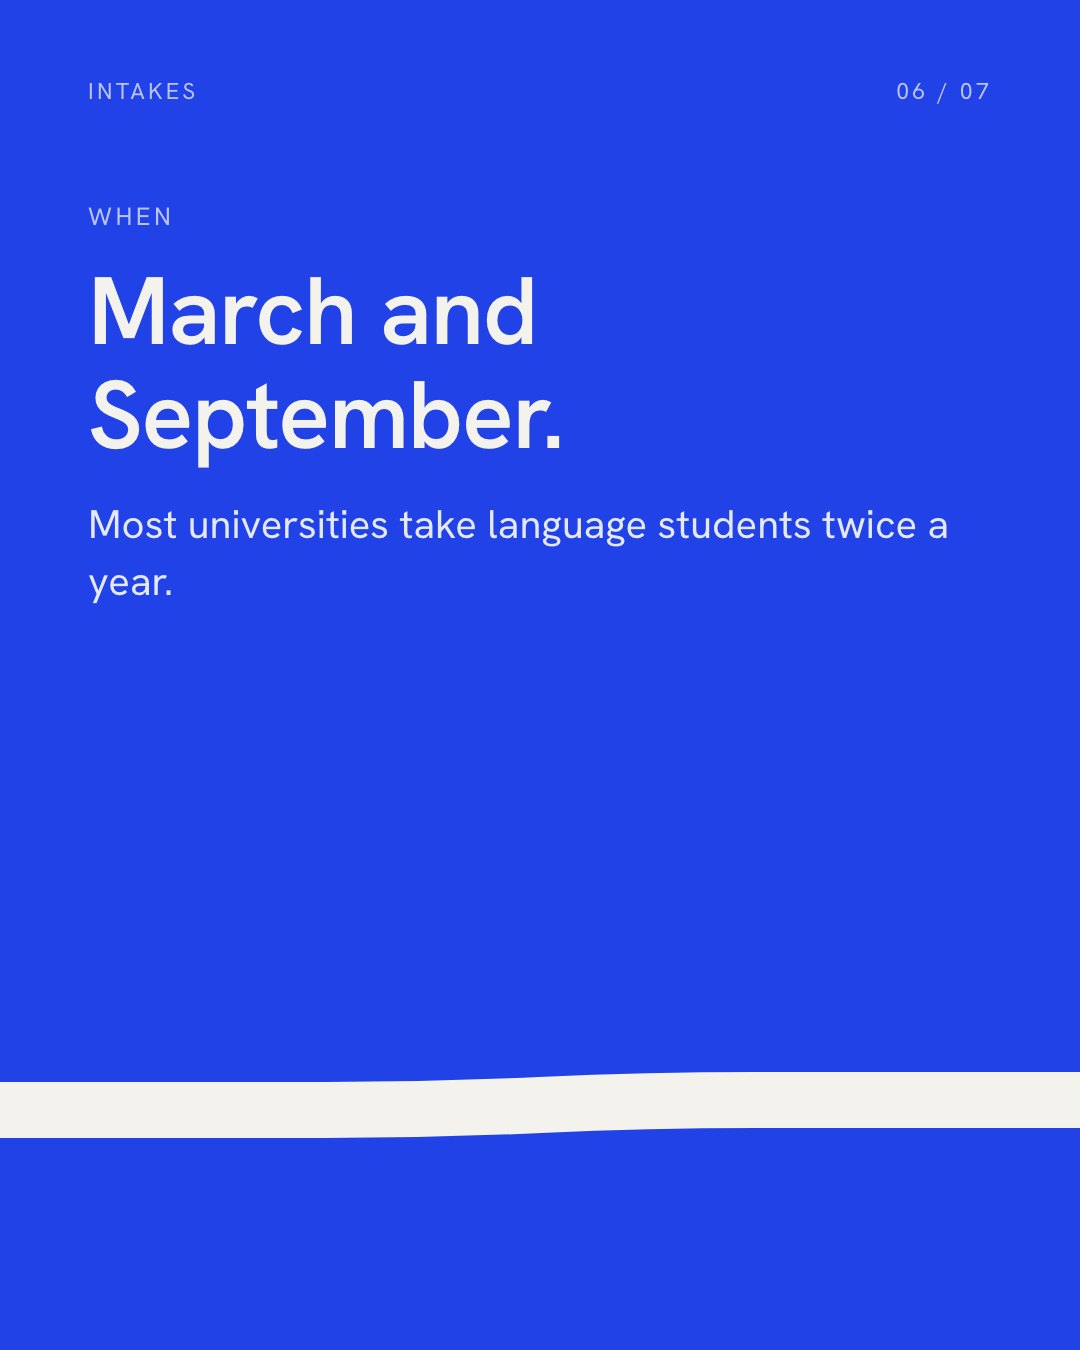 INTAKES
06 / 07
WHEN
March and
September.
Most universities take language students twice a
year.